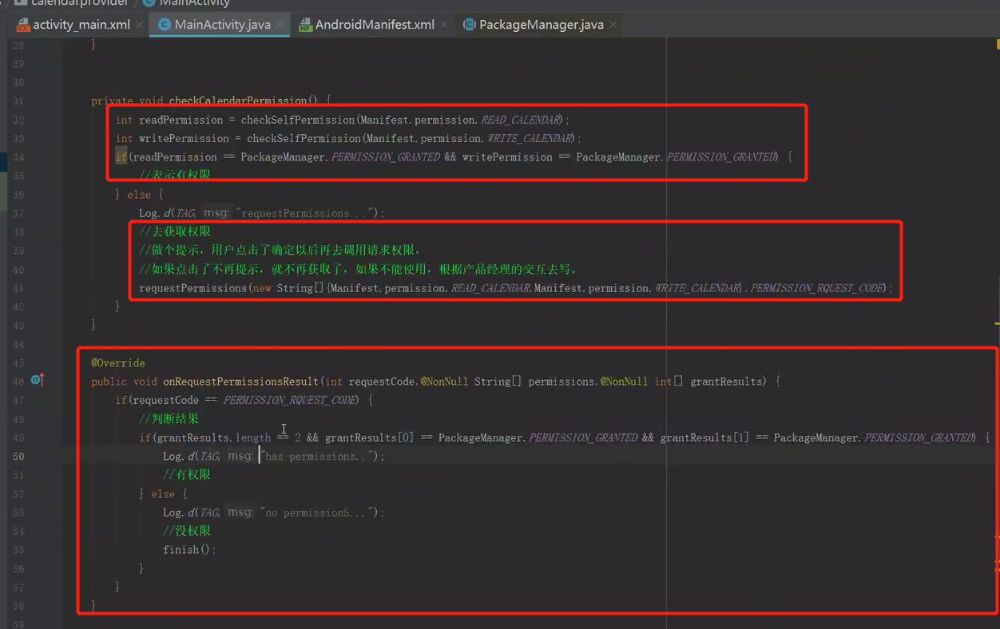 calendarprovider MainActivity
activity_main.xml MainActivity.java AndroidManifest.xml PackageManager.java
28 }
29
30
31 private void checkCalendarPermission() {
32 int readPermission = checkSelfPermission(Manifest.permission.READ_CALENDAR);
33 int writePermission = checkSelfPermission(Manifest.permission.WRITE_CALENDAR);
34 if(readPermission == PackageManager.PERMISSION_GRANTED && writePermission == PackageManager.PERMISSION_GRANTED) {
35 //表示有权限
36 } else {
37 Log.d(TAG, msg: "requestPermissions...");
38 //去获取权限
39 //做个提示，用户点击了确定以后再去调用请求权限，
40 //如果点击了不再提示，就不再获取了，如果不能使用，根据产品经理的交互去写。
41 requestPermissions(new String[]{Manifest.permission.READ_CALENDAR,Manifest.permission.WRITE_CALENDAR},PERMISSION_RQUEST_CODE);
42 }
43 }
44
45 @Override
46 public void onRequestPermissionsResult(int requestCode,@NonNull String[] permissions,@NonNull int[] grantResults) {
47 if(requestCode == PERMISSION_RQUEST_CODE) {
48 //判断结果
49 if(grantResults.length == 2 && grantResults[0] == PackageManager.PERMISSION_GRANTED && grantResults[1] == PackageManager.PERMISSION_GRANTED) {
50 Log.d(TAG, msg: "has permissions..");
51 //有权限
52 } else {
53 Log.d(TAG, msg: "no permissionS...");
54 //没权限
55 finish();
56 }
57 }
58 }
59